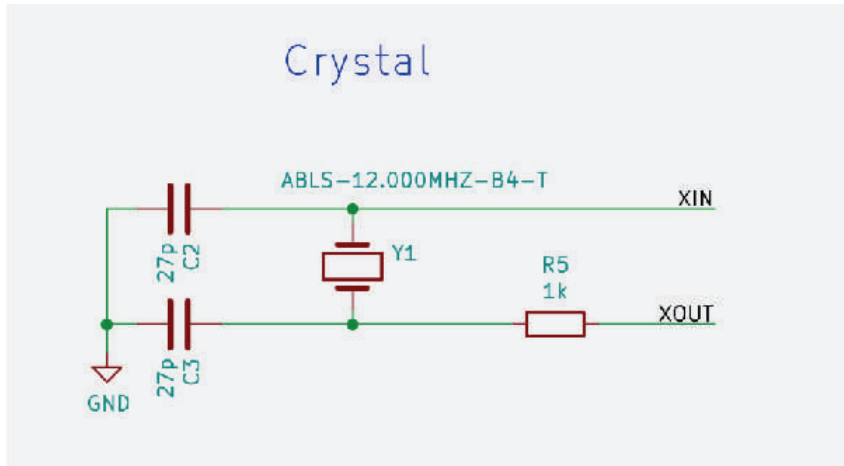 Crystal
ABLS-12.000MHZ-B4-T
XIN
27p
C2
Y1
R5
1k
XOUT
27p
C3
GND